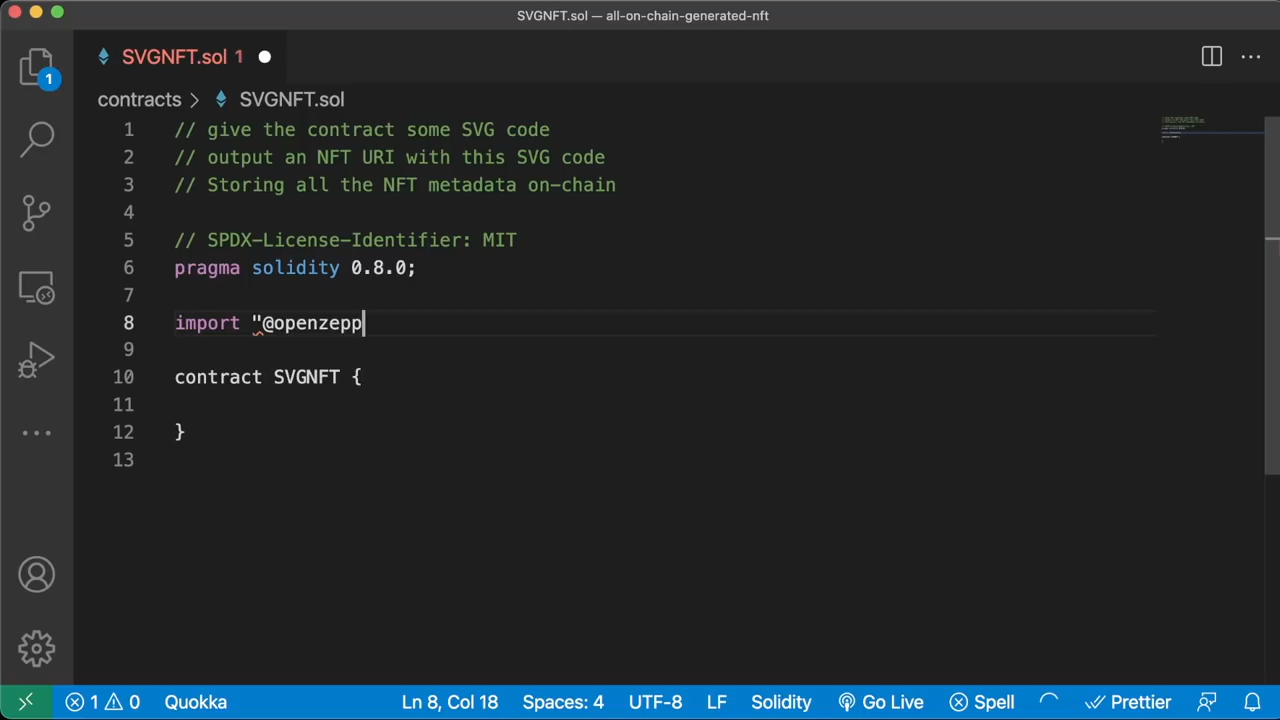 SVGNFT.sol — all-on-chain-generated-nft
SVGNFT.sol 1
contracts > SVGNFT.sol
1 // give the contract some SVG code
2 // output an NFT URI with this SVG code
3 // Storing all the NFT metadata on-chain
4
5 // SPDX-License-Identifier: MIT
6 pragma solidity 0.8.0;
7
8 import "@openzepp
9
10 contract SVGNFT {
11
12 }
13
1
1 0 Quokka Ln 8, Col 18 Spaces: 4 UTF-8 LF Solidity Go Live Spell Prettier